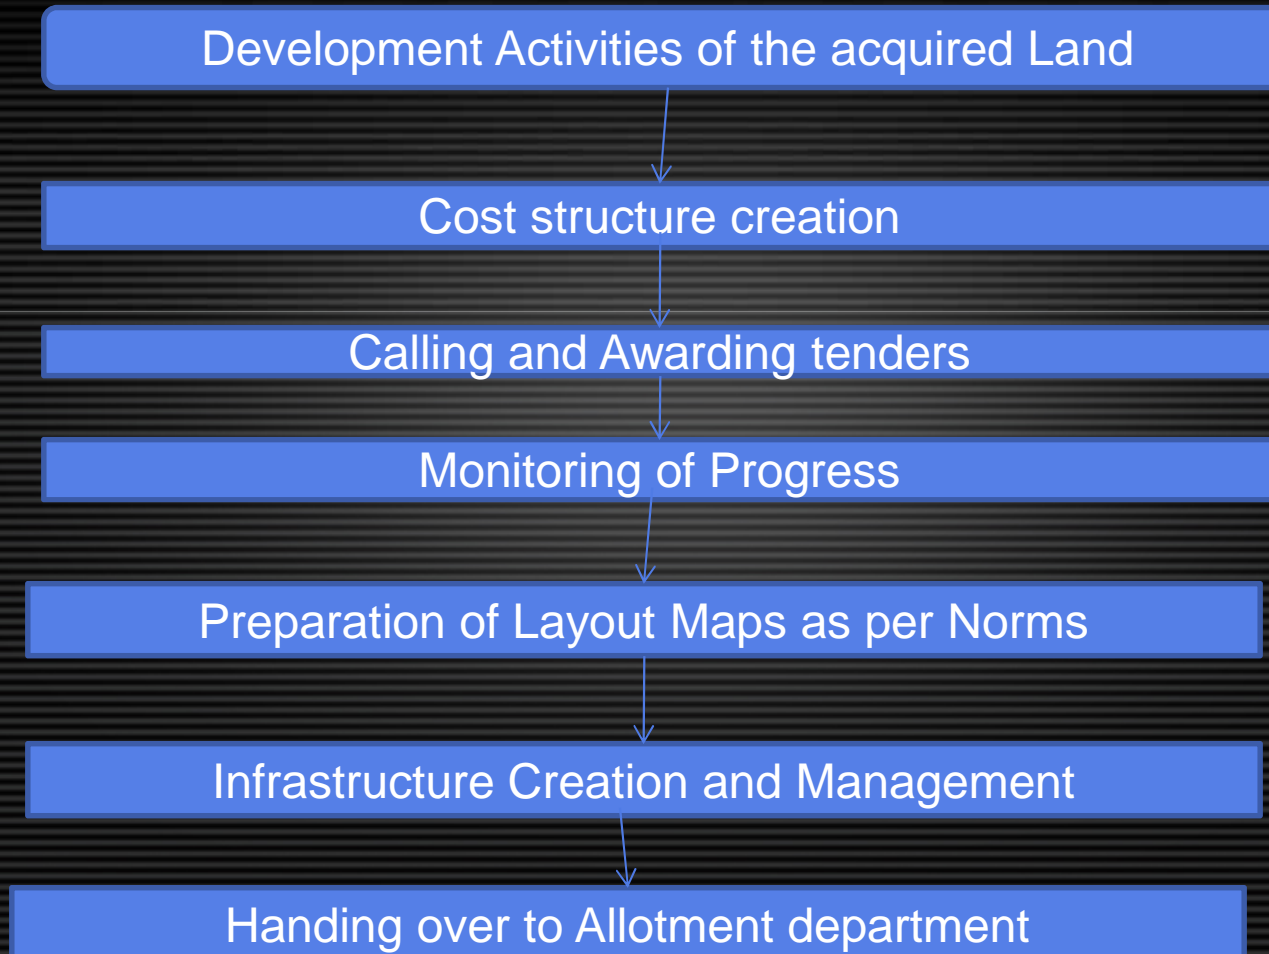 Development Activities of the acquired Land
Cost structure creation
Calling and Awarding tenders
Monitoring of Progress
Preparation of Layout Maps as per Norms
Infrastructure Creation and Management
Handing over to Allotment department